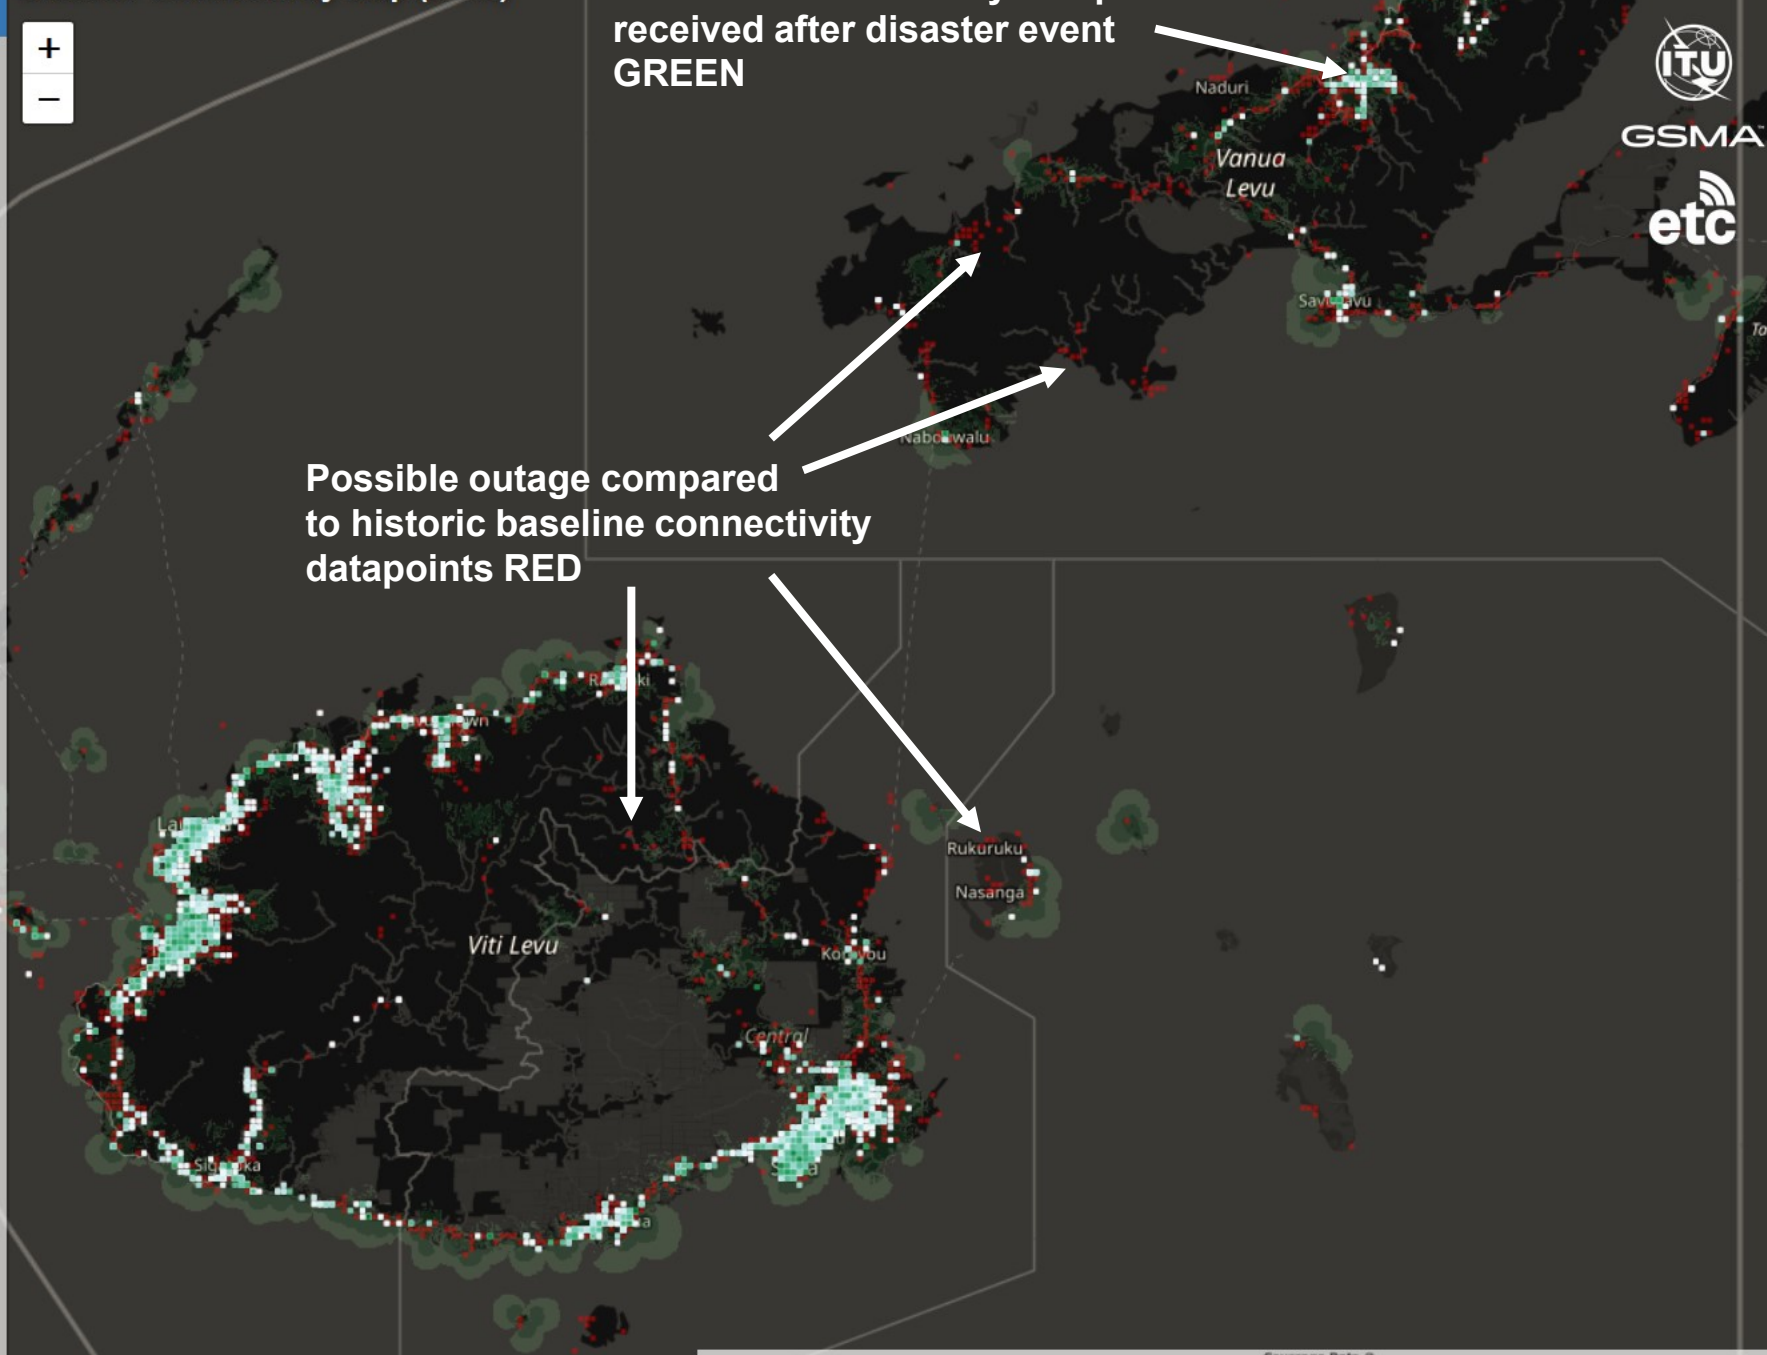 +
−
received after disaster event
GREEN
ITU
GSMA
etc
Naduri
Vanua
Levu
Possible outage compared
to historic baseline connectivity
datapoints RED
Rukuruku
Nasanga
Viti Levu
Central